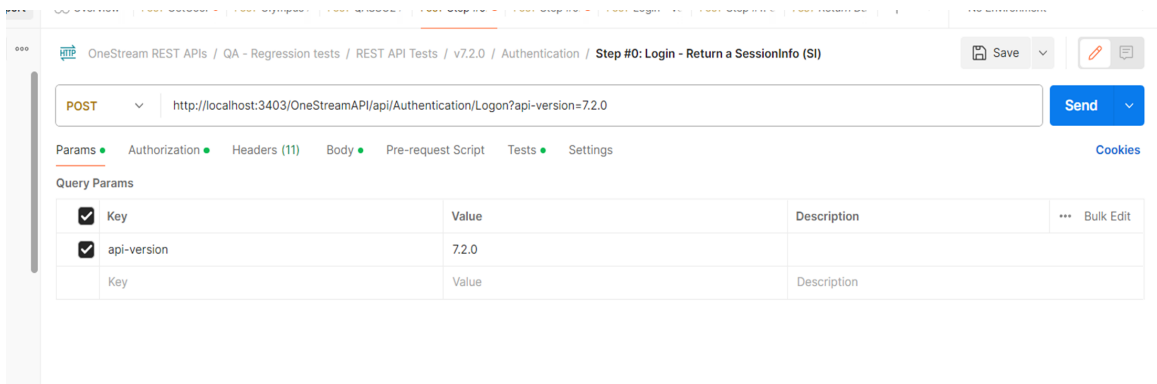 OneStream REST APIs / QA - Regression tests / REST API Tests / v7.2.0 / Authentication / Step #0: Login - Return a SessionInfo (SI) Save
POST http://localhost:3403/OneStreamAPI/api/Authentication/Logon?api-version=7.2.0 Send
Params Authorization Headers (11) Body Pre-request Script Tests Settings Cookies
Query Params
Key Value Description ••• Bulk Edit
api-version 7.2.0
Key Value Description